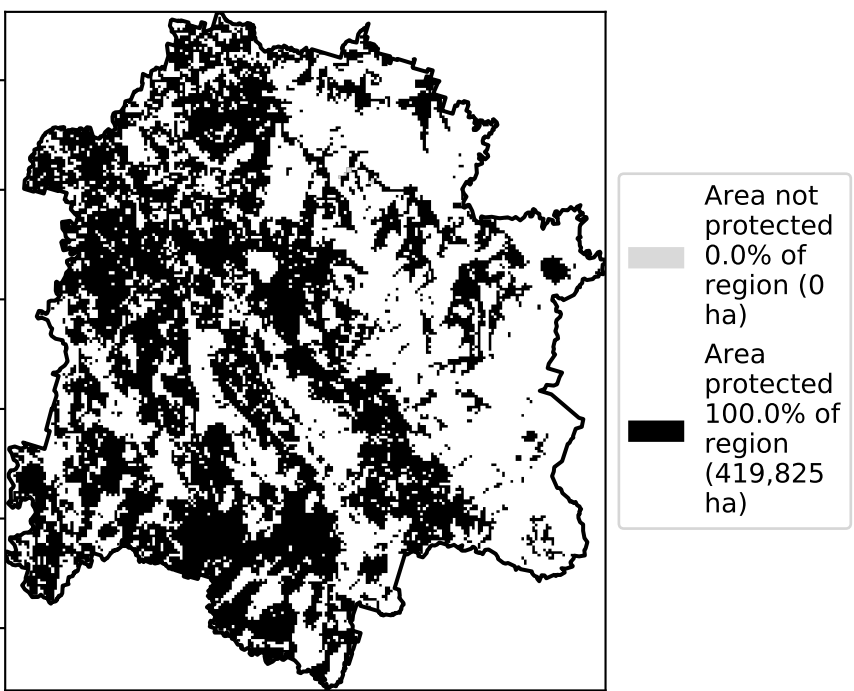 Area not
protected
0.0% of
region (0
ha)
Area
protected
100.0% of
region
(419,825
ha)